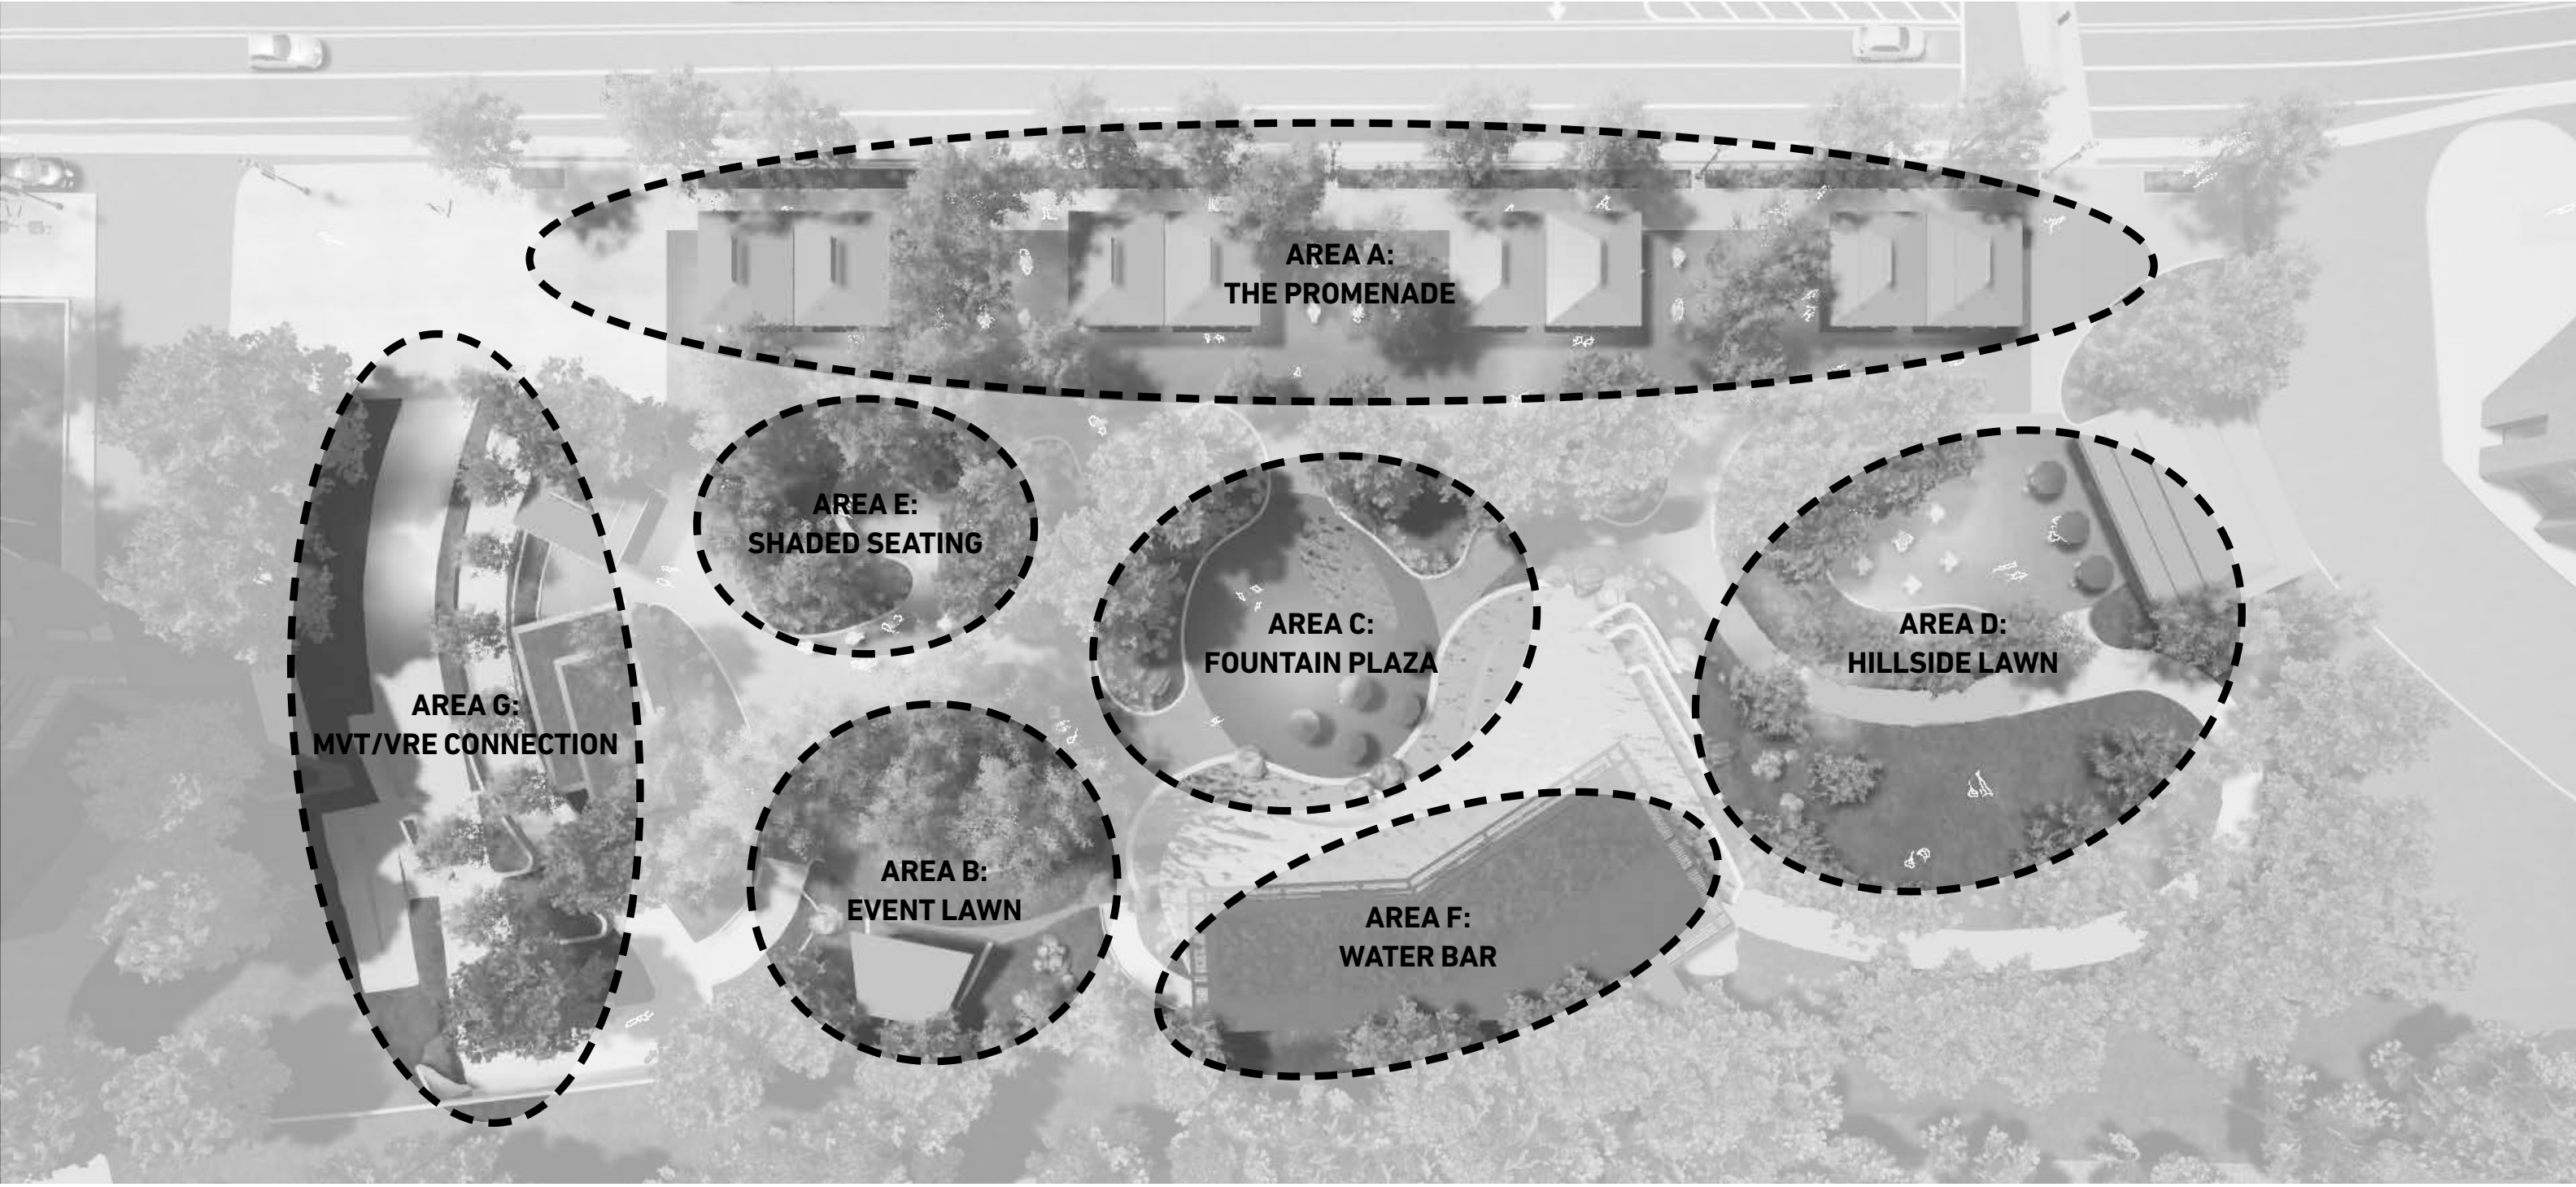 AREA A:
THE PROMENADE
AREA E:
SHADED SEATING
AREA C:
FOUNTAIN PLAZA
AREA D:
HILLSIDE LAWN
AREA G:
MVT/VRE CONNECTION
AREA B:
EVENT LAWN
AREA F:
WATER BAR